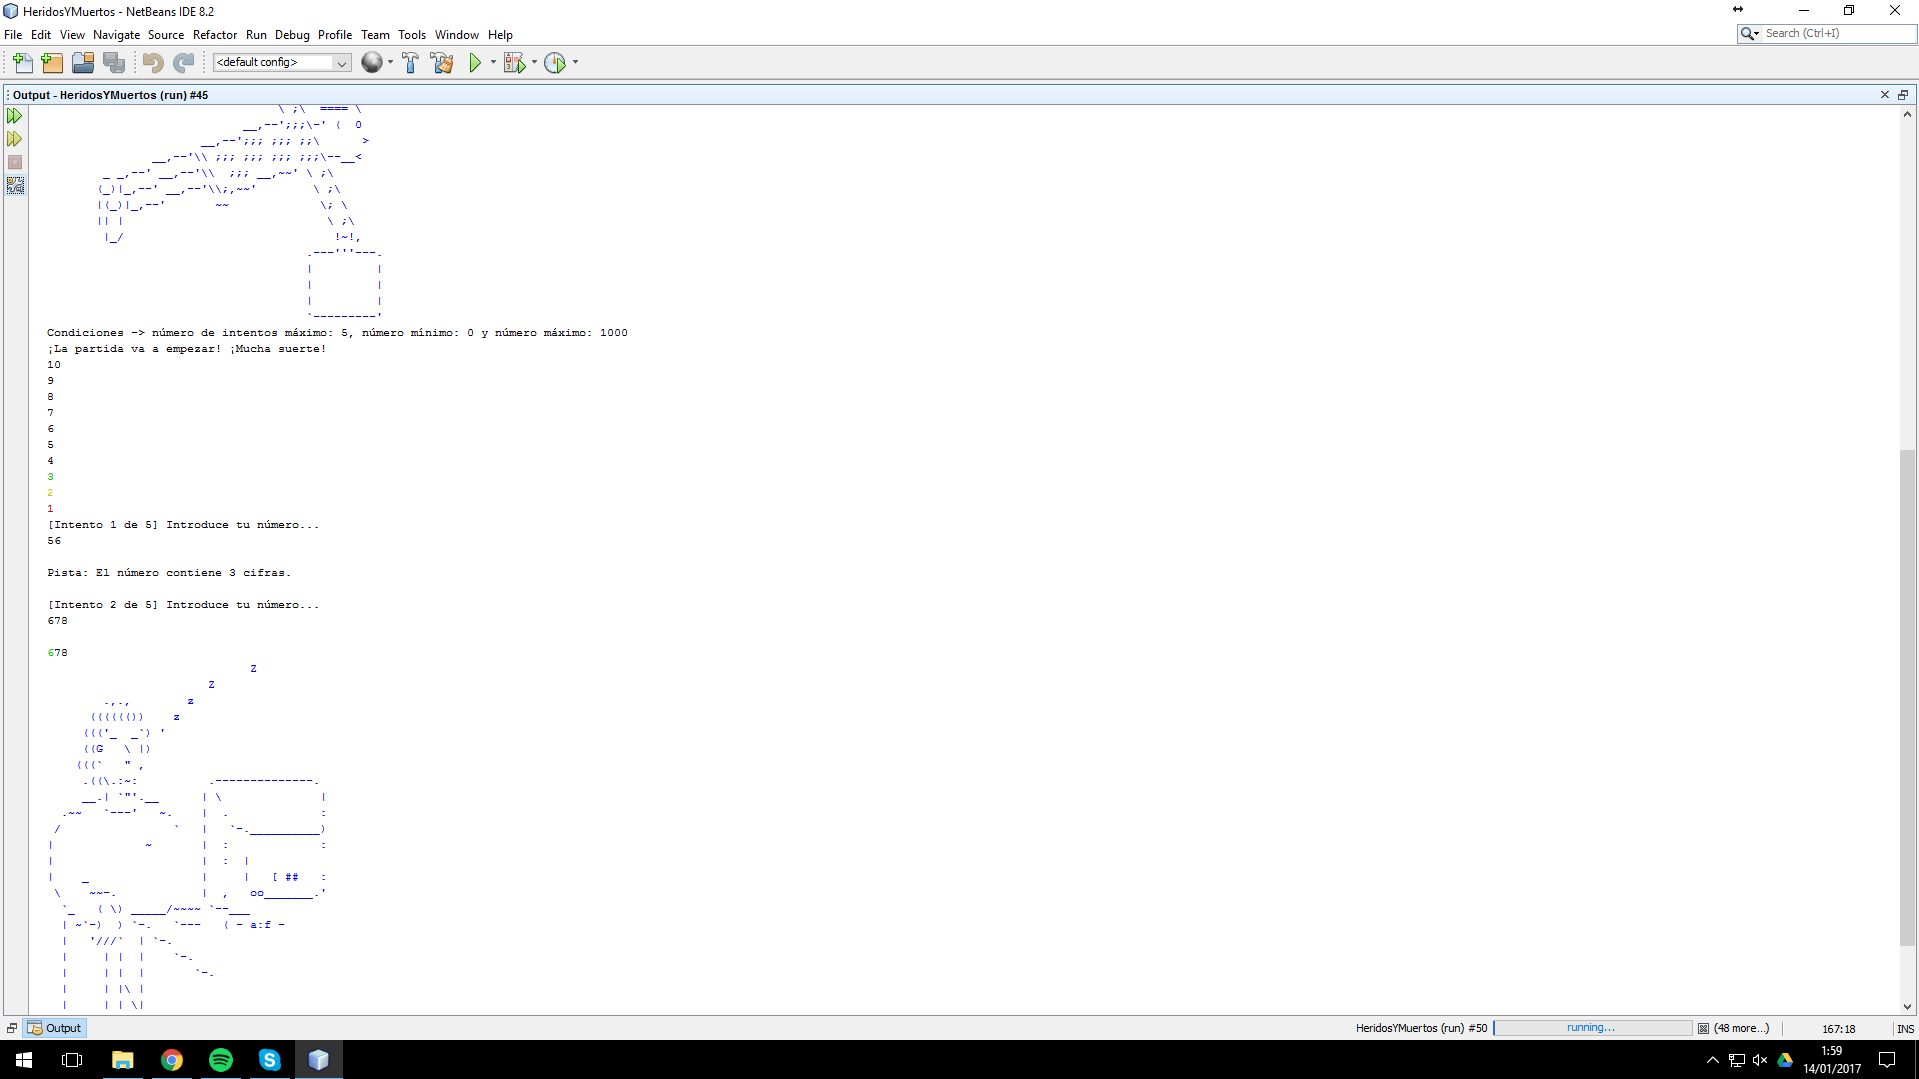 HeridosYMuertos - NetBeans IDE 8.2
File Edit View Navigate Source Refactor Run Debug Profile Team Tools Window Help
Search (Ctrl+I)
<default config>
Output - HeridosYMuertos (run) #45
Condiciones -> número de intentos máximo: 5, número mínimo: 0 y número máximo: 1000
¡La partida va a empezar! ¡Mucha suerte!
10
9
8
7
6
5
4
3
2
1
[Intento 1 de 5] Introduce tu número...
56
Pista: El número contiene 3 cifras.
[Intento 2 de 5] Introduce tu número...
678
678
Z
Z
z
z
a:f
Output
HeridosYMuertos (run) #50
running...
(48 more...)
167:18
INS
1:59
14/01/2017